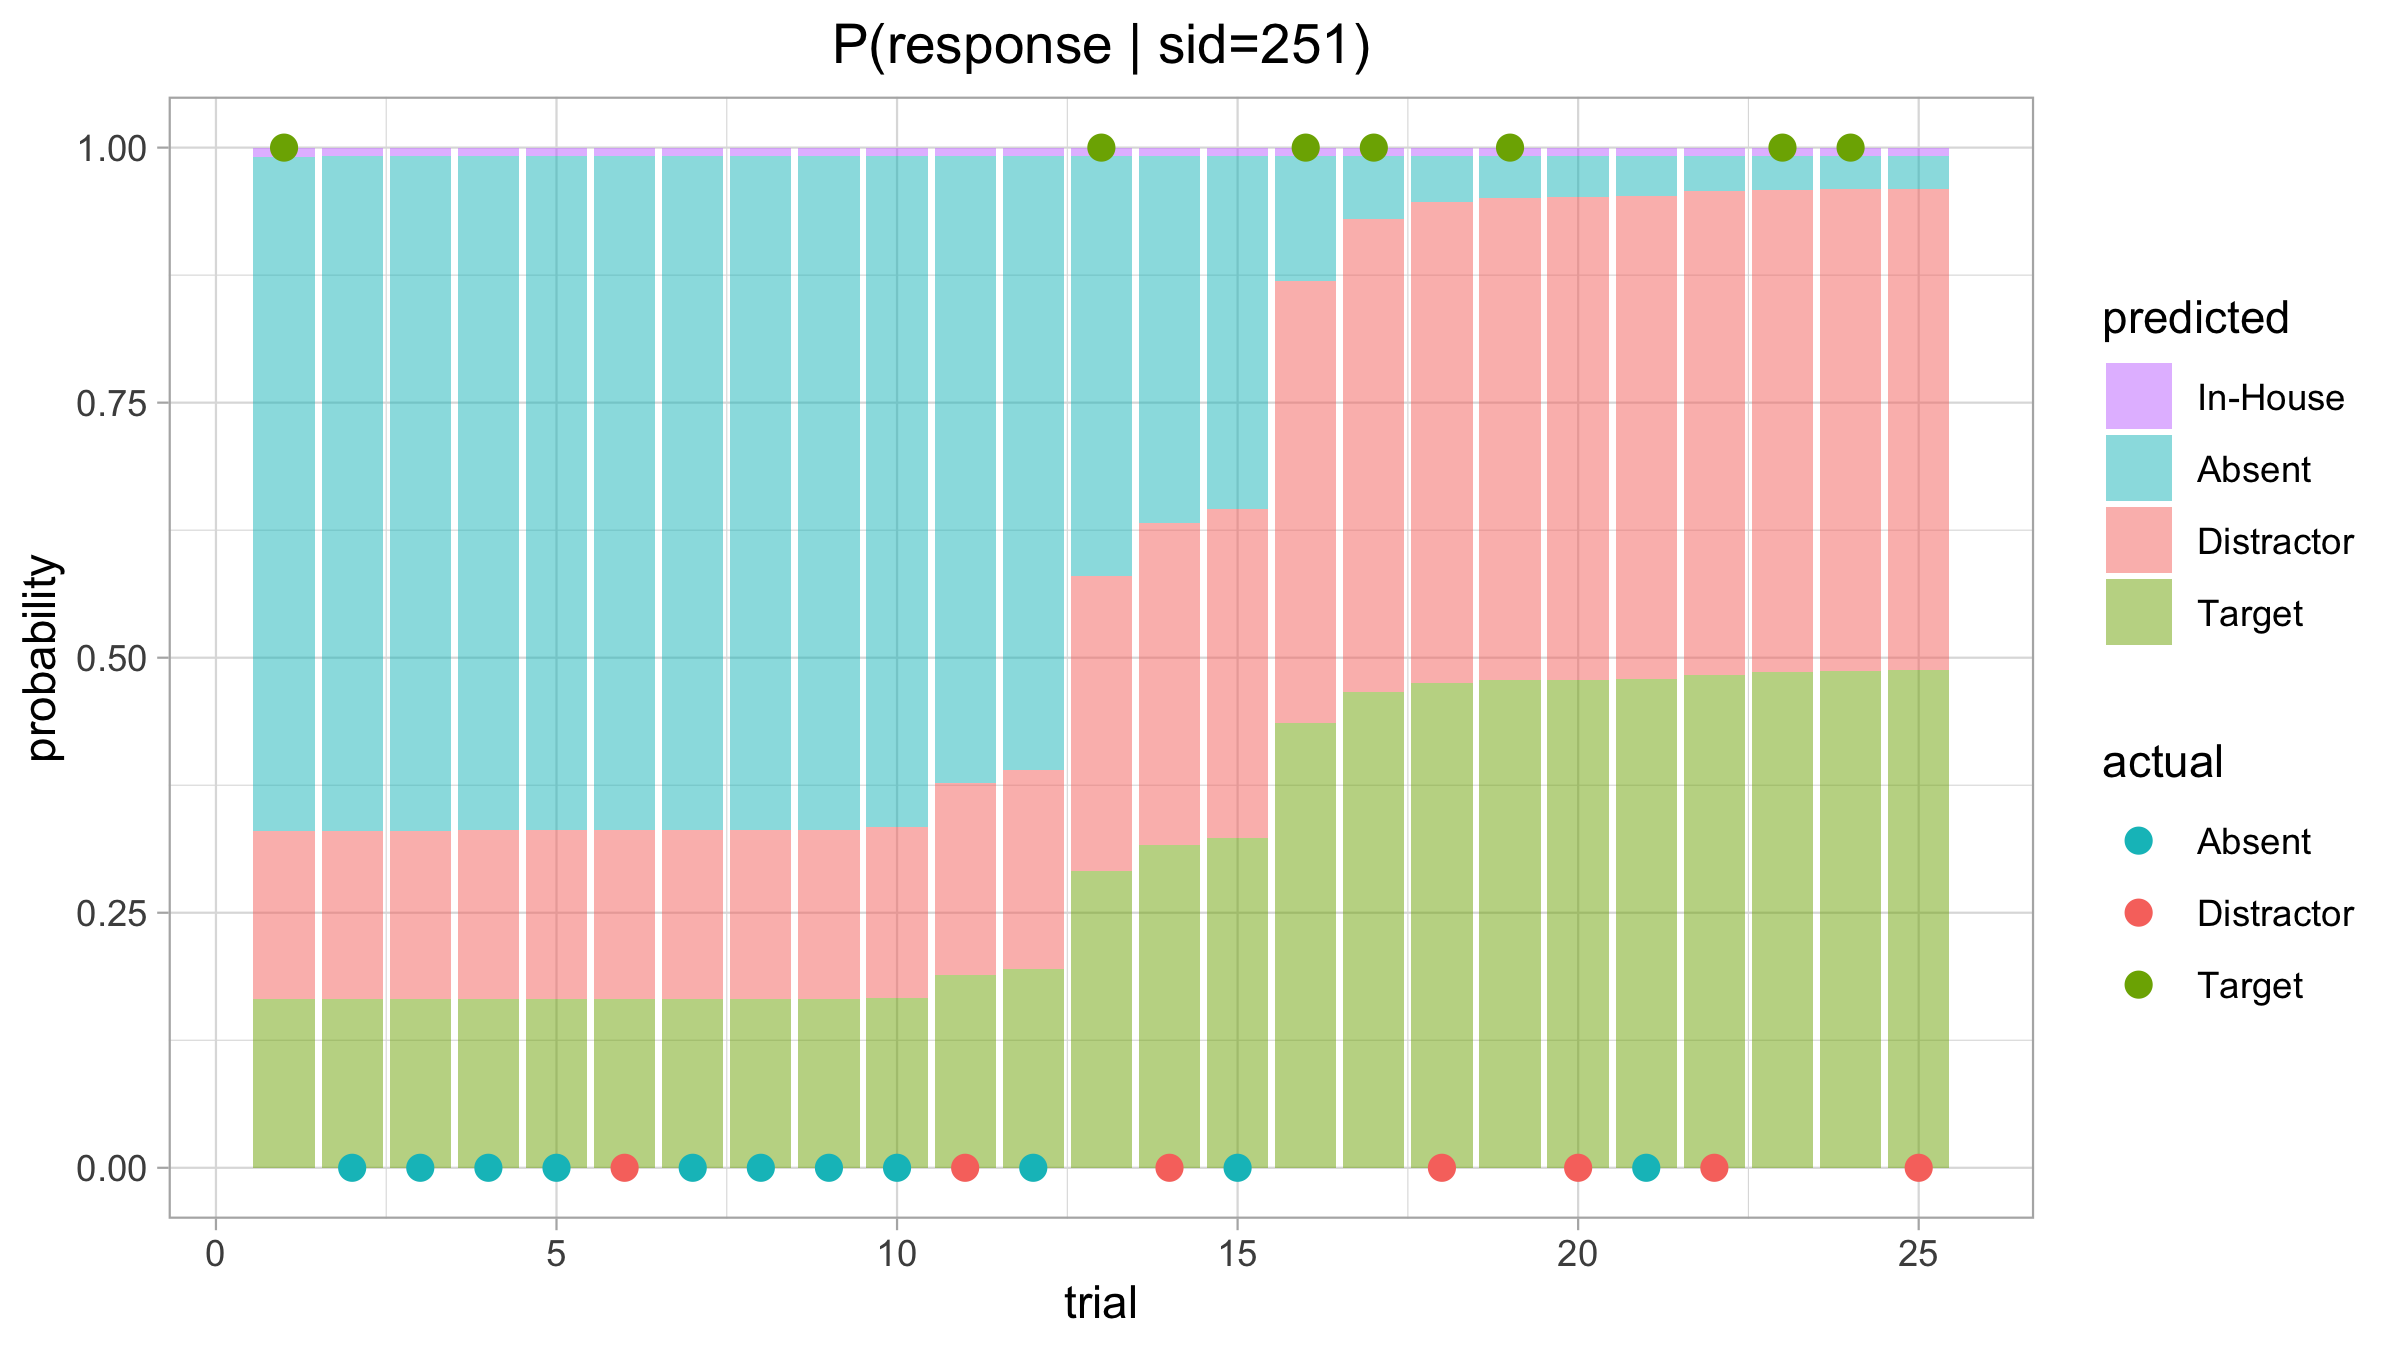 P(response | sid=251)
1.00
0.75
0.50
0.25
0.00
probability
0 5 10 15 20 25
trial
predicted
In-House
Absent
Distractor
Target
actual
Absent
Distractor
Target